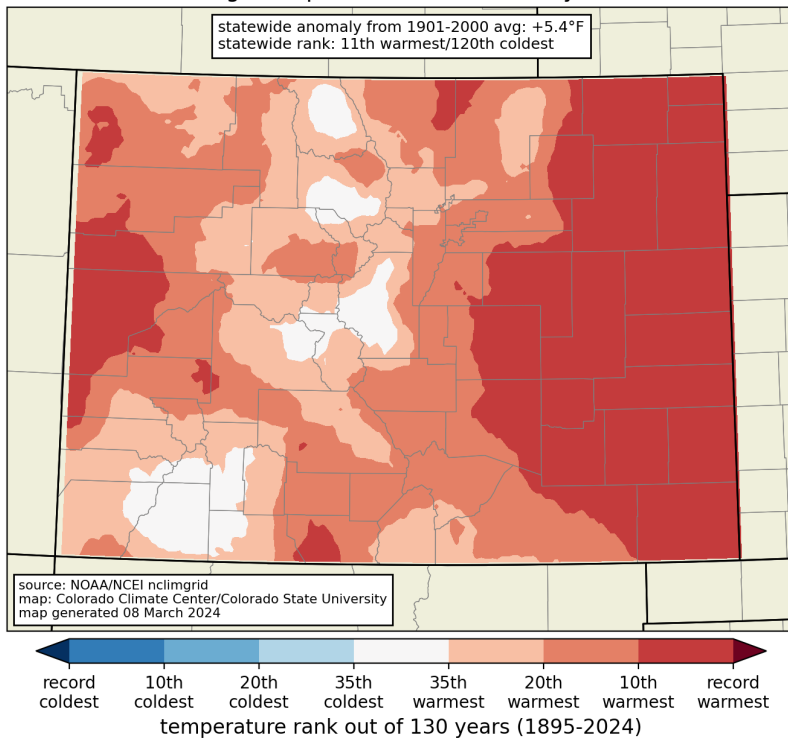 statewide anomaly from 1901-2000 avg: +5.4°F
statewide rank: 11th warmest/120th coldest
source: NOAA/NCEI nclimgrid
map: Colorado Climate Center/Colorado State University
map generated 08 March 2024
record coldest
10th coldest
20th coldest
35th coldest
35th warmest
20th warmest
10th warmest
record warmest
temperature rank out of 130 years (1895-2024)